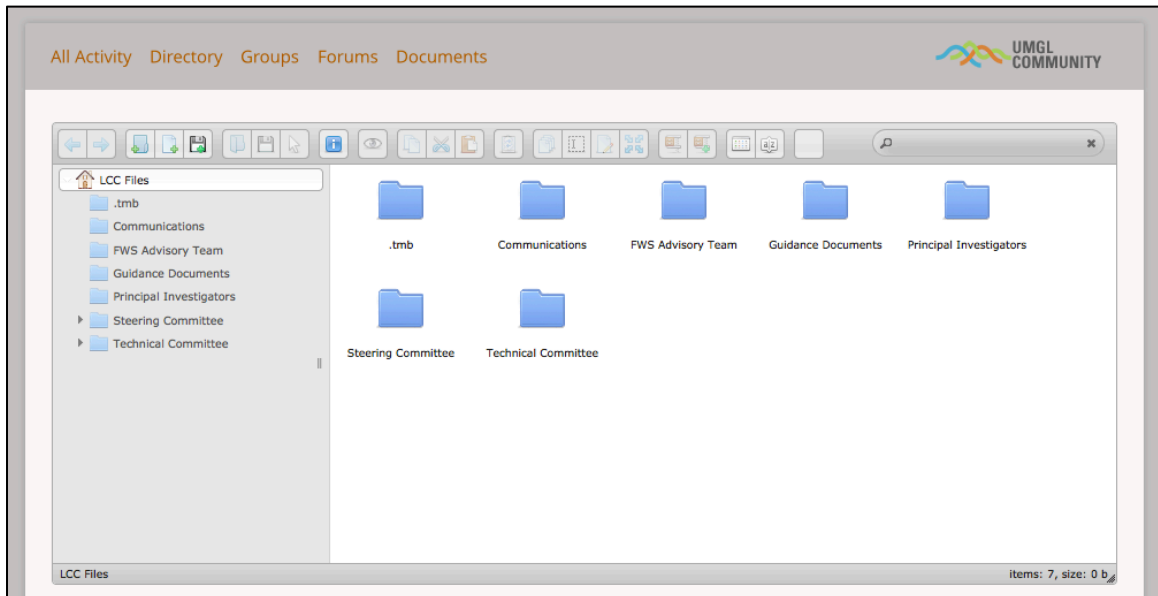 All Activity Directory Groups Forums Documents
UMGL
COMMUNITY
LCC Files
.tmb
Communications
FWS Advisory Team
Guidance Documents
Principal Investigators
Steering Committee
Technical Committee
.tmb Communications FWS Advisory Team Guidance Documents Principal Investigators
Steering Committee Technical Committee
LCC Files items: 7, size: 0 b